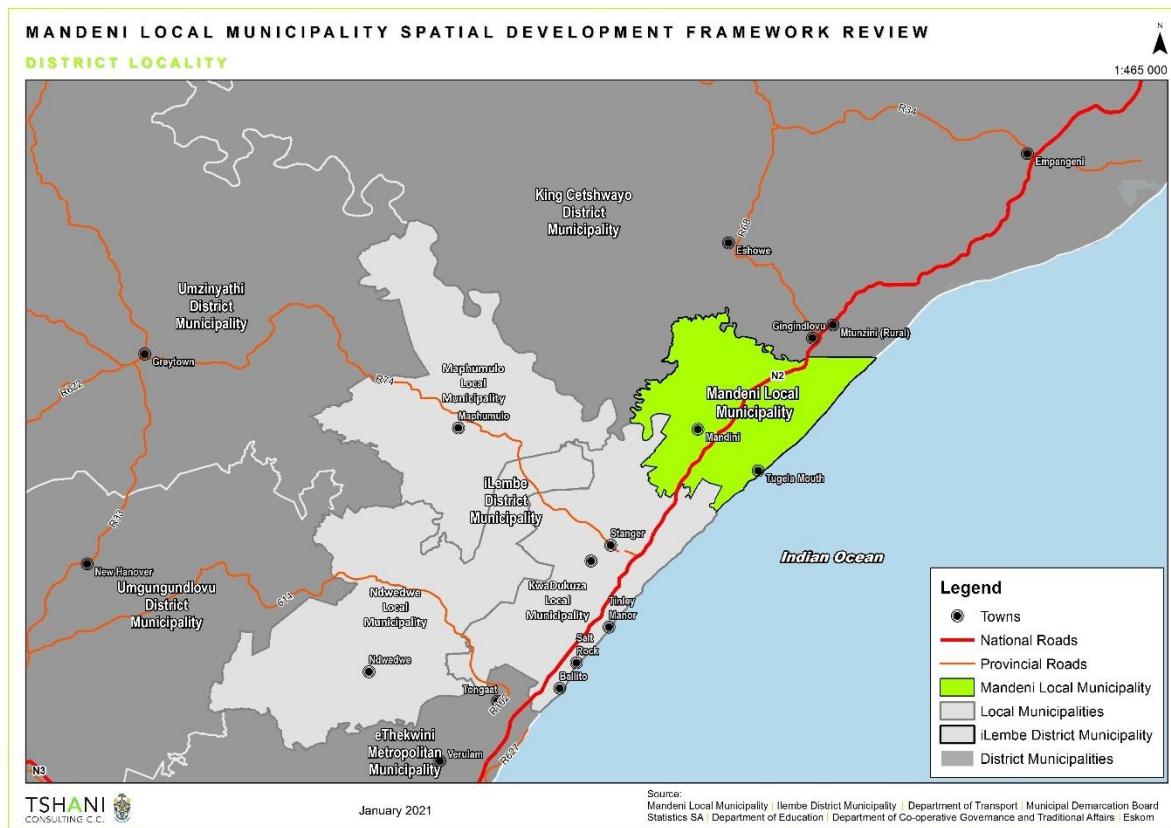 MANDENI LOCAL MUNICIPALITY SPATIAL DEVELOPMENT FRAMEWORK REVIEW
DISTRICT LOCALITY
N
1:465 000
R34
Empangeni
King Cetshwayo
District
Municipality
R68
Eshowe
Umzinyathi
District
Municipality
Gingindlovu
Mtunzini (Rural)
Greytown
R622
R74
Maphumulo
Local
Municipality
Maphumulo
N2
Mandeni Local
Municipality
Mandini
Tugela Mouth
iLembe
District
Municipality
R33
Stanger
Indian Ocean
New Hanover
Umgungundlovu
District
Municipality
614
Ndwedwe
Local
Municipality
KwaDukuza
Local
Municipality
Tinley
Manor
Salt
Rock
Ndwedwe
Ballito
Tongaat
R102
eThekwini
Metropolitan
Municipality
Verulam
R627
N3
Legend
Towns
National Roads
Provincial Roads
Mandeni Local Municipality
Local Municipalities
iLembe District Municipality
District Municipalities
TSHANI
CONSULTING C.C.
January 2021
Source:
Mandeni Local Municipality | Ilembe District Municipality | Department of Transport | Municipal Demarcation Board
Statistics SA | Department of Education | Department of Co-operative Governance and Traditional Affairs | Eskom